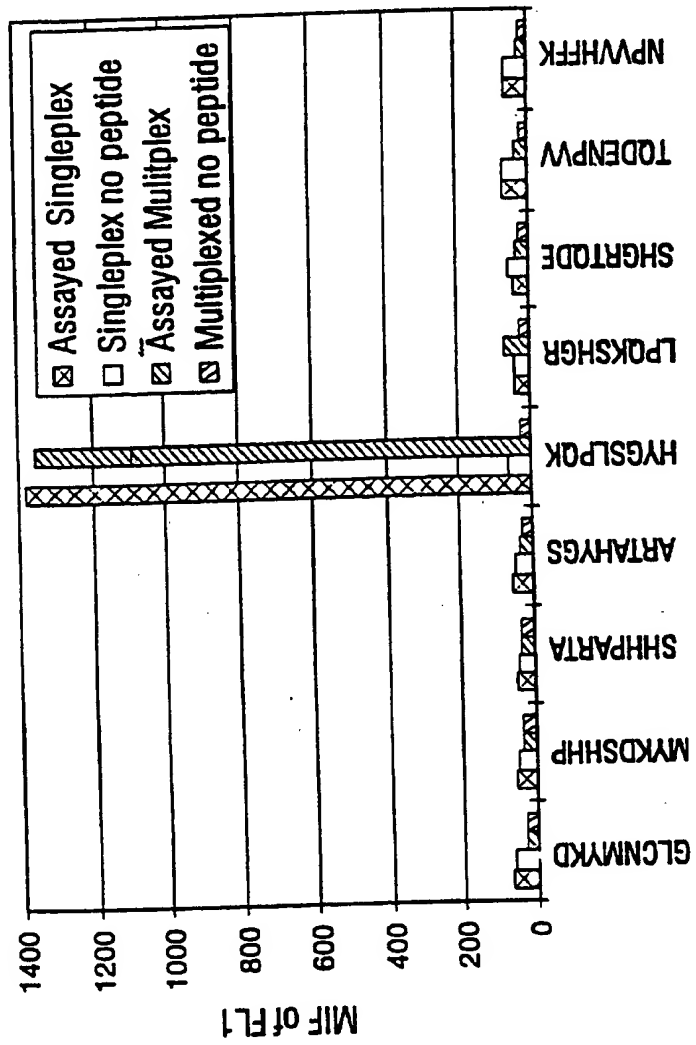 MIF of FL1
1400
1200
1000
800
600
400
200
0
Assayed Singleplex
Singleplex no peptide
Assayed Mulitplex
Multiplexed no peptide
GLCNMYKD
MYKDSHHP
SHHPARTA
ARTAHYGS
HYGSLPQK
LPQKSHGR
SHGRTQDE
TQDENPVV
NPVVHFFK